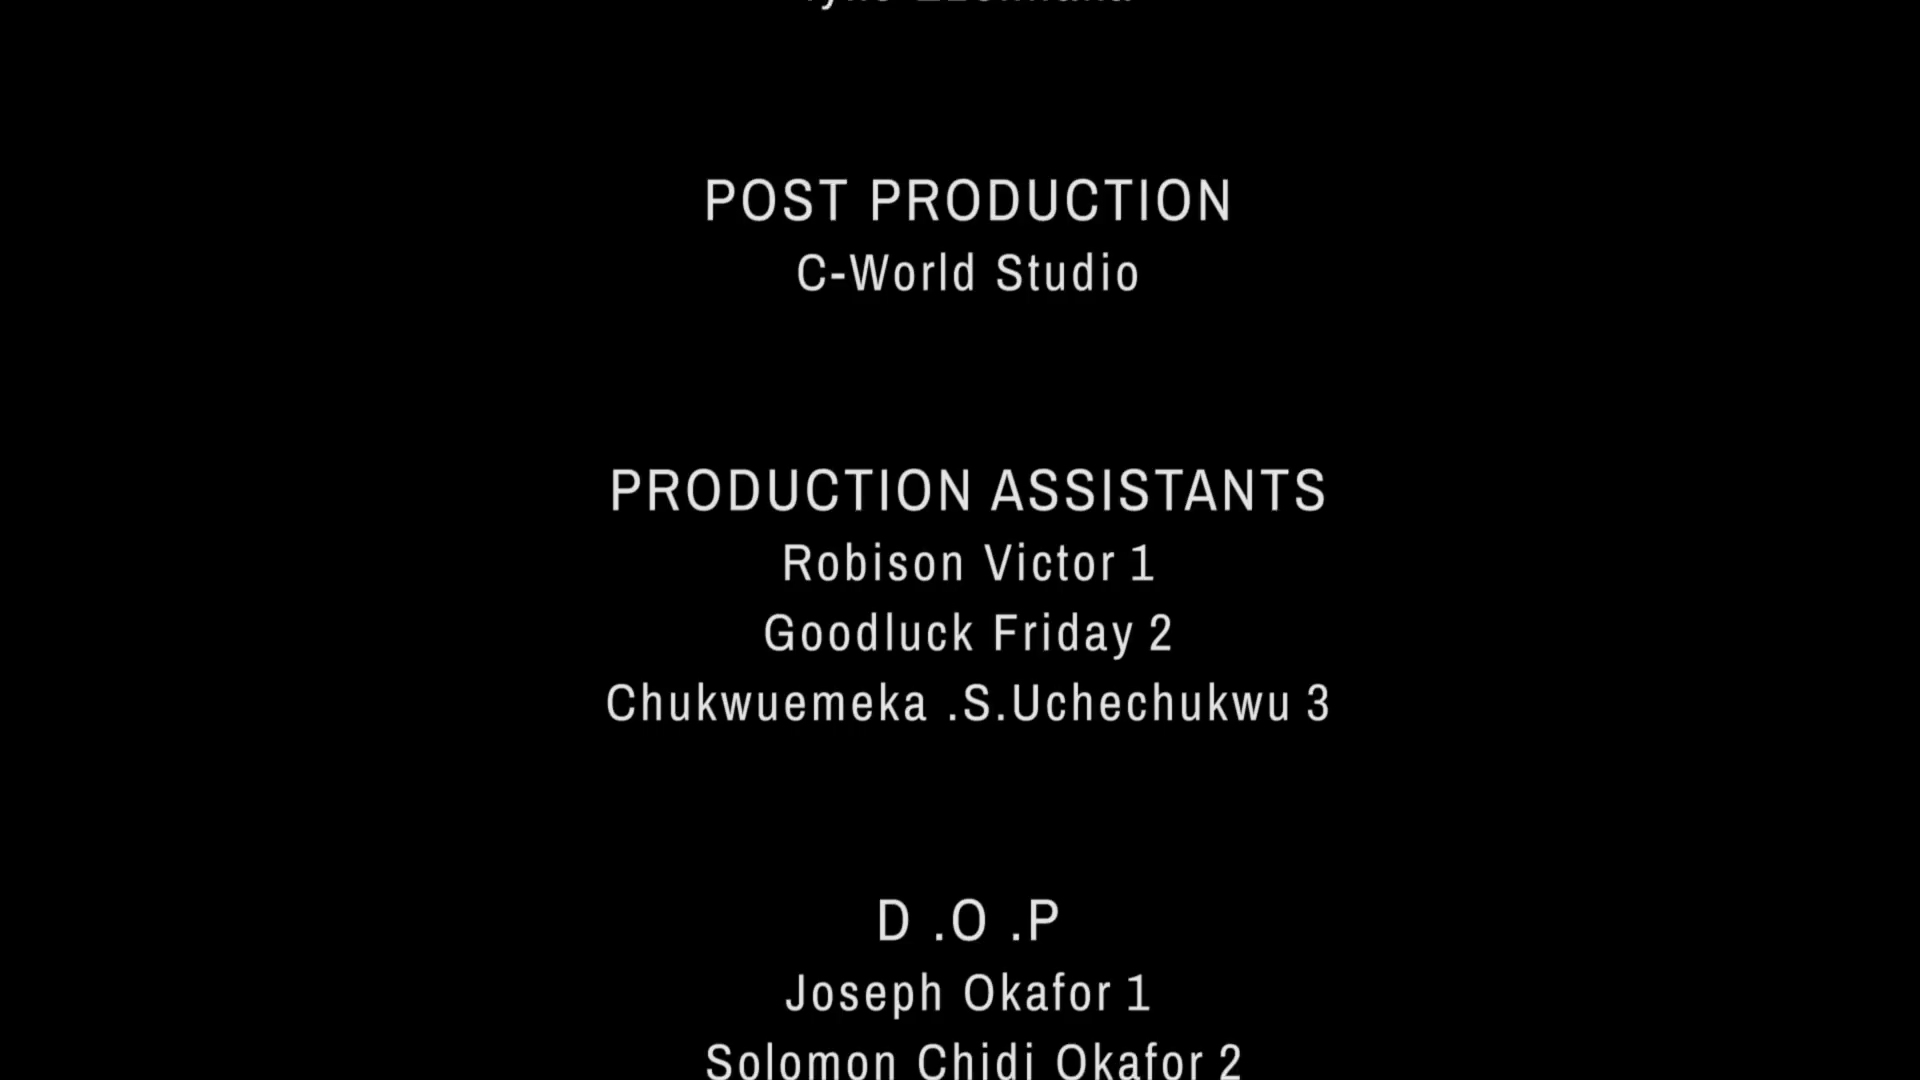 POST PRODUCTION
C-World Studio
PRODUCTION ASSISTANTS
Robison Victor 1
Goodluck Friday 2
Chukwuemeka .S.Uchechukwu 3
D .O .P
Joseph Okafor 1
Solomon Chidi Okafor 2